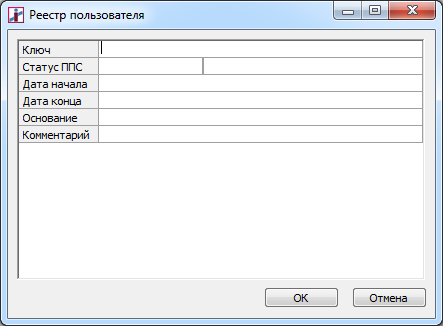 Реестр пользователя
Ключ
Статус ППС
Дата начала
Дата конца
Основание
Комментарий
OK
Отмена